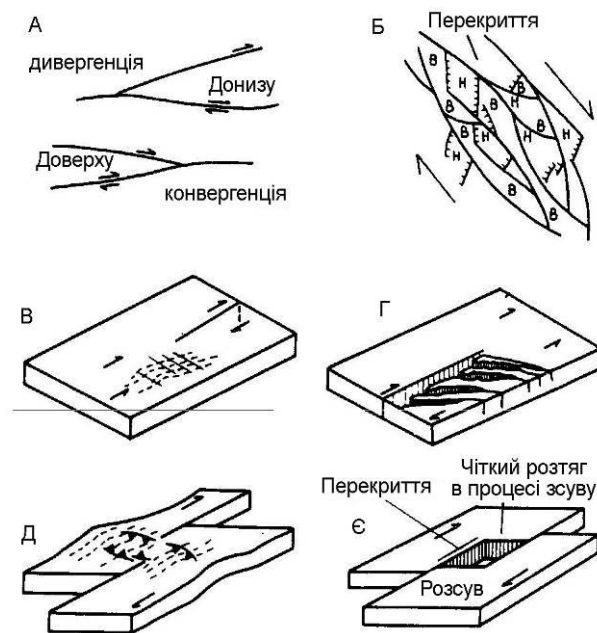 А
дивергенція
Донизу
Доверху
конвергенція
Б
Перекриття
В
Н
В
В
Н
Н
В
В
Н
В
Н
Н
В
В
В
Г
Д
Перекриття
Чіткий розтяг
в процесі зсуву
Є
Розсув